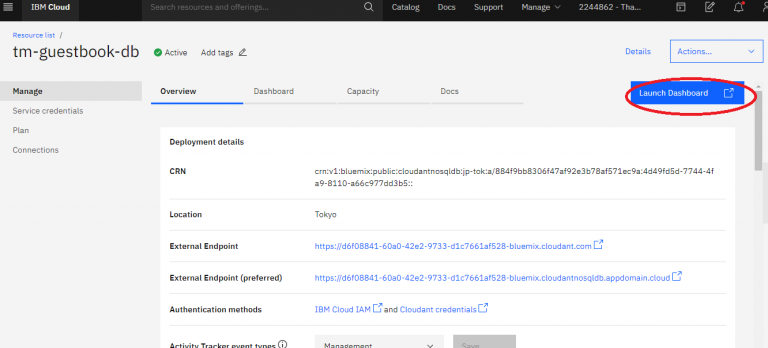 IBM Cloud
Search resources and offerings...
Catalog
Docs
Support
Manage
2244862 - Tha...
Resource list /
tm-guestbook-db
Active
Add tags
Details
Actions...
Manage
Service credentials
Plan
Connections
Overview
Dashboard
Capacity
Docs
Launch Dashboard
Deployment details
CRN
crn:v1:bluemix:public:cloudantnosqldb:jp-tok:a/884f9bb8306f47af92e3b78af571ec9a:4d49fd5d-7744-4f
a9-8110-a66c977dd3b5::
Location
Tokyo
External Endpoint
https://d6f08841-60a0-42e2-9733-d1c7661af528-bluemix.cloudant.com
External Endpoint (preferred)
https://d6f08841-60a0-42e2-9733-d1c7661af528-bluemix.cloudantnosqldb.appdomain.cloud
Authentication methods
IBM Cloud IAM and Cloudant credentials
Activity Tracker event types
Management
Save